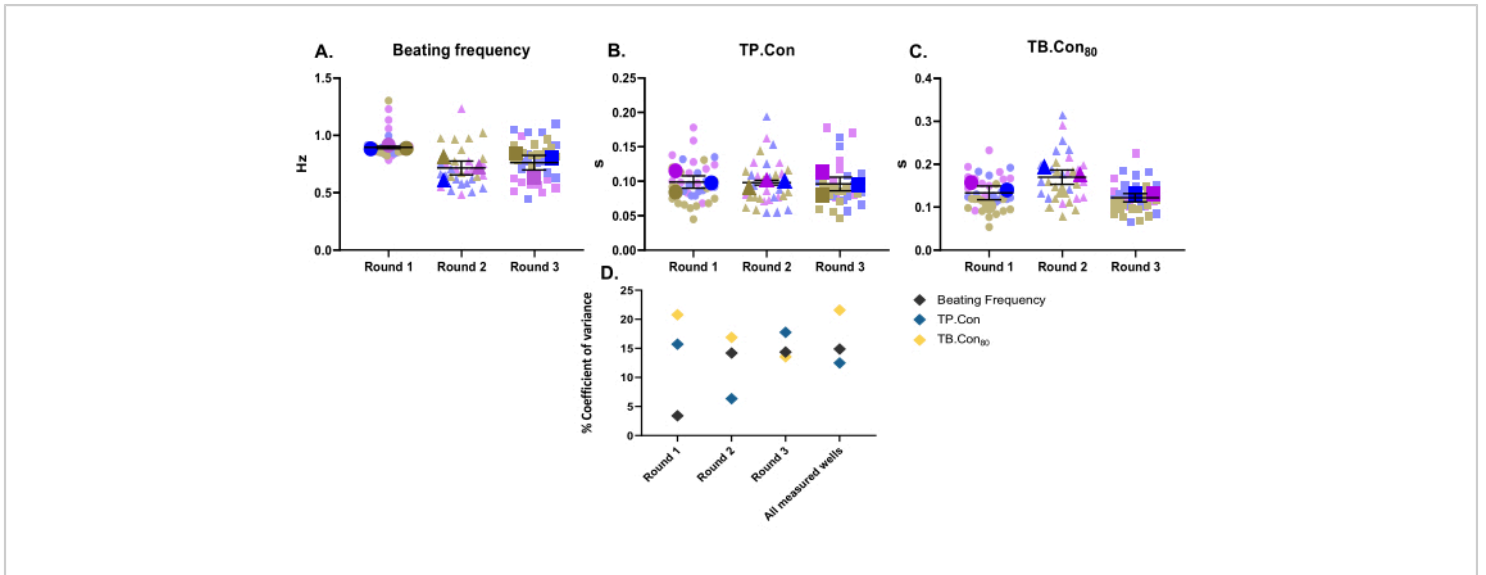 A. Beating frequency
B. TP.Con
C. TB.Con80
1.5
1.0
0.5
0.0
Hz
Round 1 Round 2 Round 3
0.25
0.20
0.15
0.10
0.05
0.00
s
Round 1 Round 2 Round 3
0.4
0.3
0.2
0.1
0.0
s
Round 1 Round 2 Round 3
D.
25
20
15
10
5
0
% Coefficient of variance
Round 1
Round 2
Round 3
All measured wells
Beating Frequency
TP.Con
TB.Con80